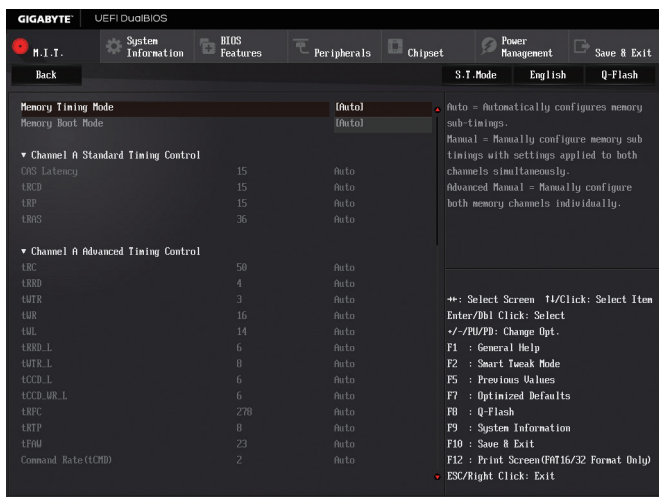 GIGABYTE™ UEFI DualBIOS
M.I.T. System Information BIOS Features Peripherals Chipset Power Management Save & Exit
Back S.T.Mode English Q-Flash
Memory Timing Mode [Auto]
Memory Boot Mode [Auto]
▼ Channel A Standard Timing Control
CAS Latency 15 Auto
tRCD 15 Auto
tRP 15 Auto
tRAS 36 Auto
▼ Channel A Advanced Timing Control
tRC 50 Auto
tRRD 4 Auto
tWTR 3 Auto
tWR 16 Auto
tWL 14 Auto
tRRD_L 6 Auto
tWTR_L 8 Auto
tCCD_L 6 Auto
tCCD_WR_L 6 Auto
tRFC 278 Auto
tRTP 8 Auto
tFAW 23 Auto
Command Rate(tCMD) 2 Auto
Auto = Automatically configures memory
sub-timings.
Manual = Manually configure memory sub
timings with settings applied to both
channels simultaneously.
Advanced Manual = Manually configure
both memory channels individually.
→←: Select Screen ↑↓/Click: Select Item
Enter/Dbl Click: Select
+/-/PU/PD: Change Opt.
F1 : General Help
F2 : Smart Tweak Mode
F5 : Previous Values
F7 : Optimized Defaults
F8 : Q-Flash
F9 : System Information
F10 : Save & Exit
F12 : Print Screen(FAT16/32 Format Only)
ESC/Right Click: Exit